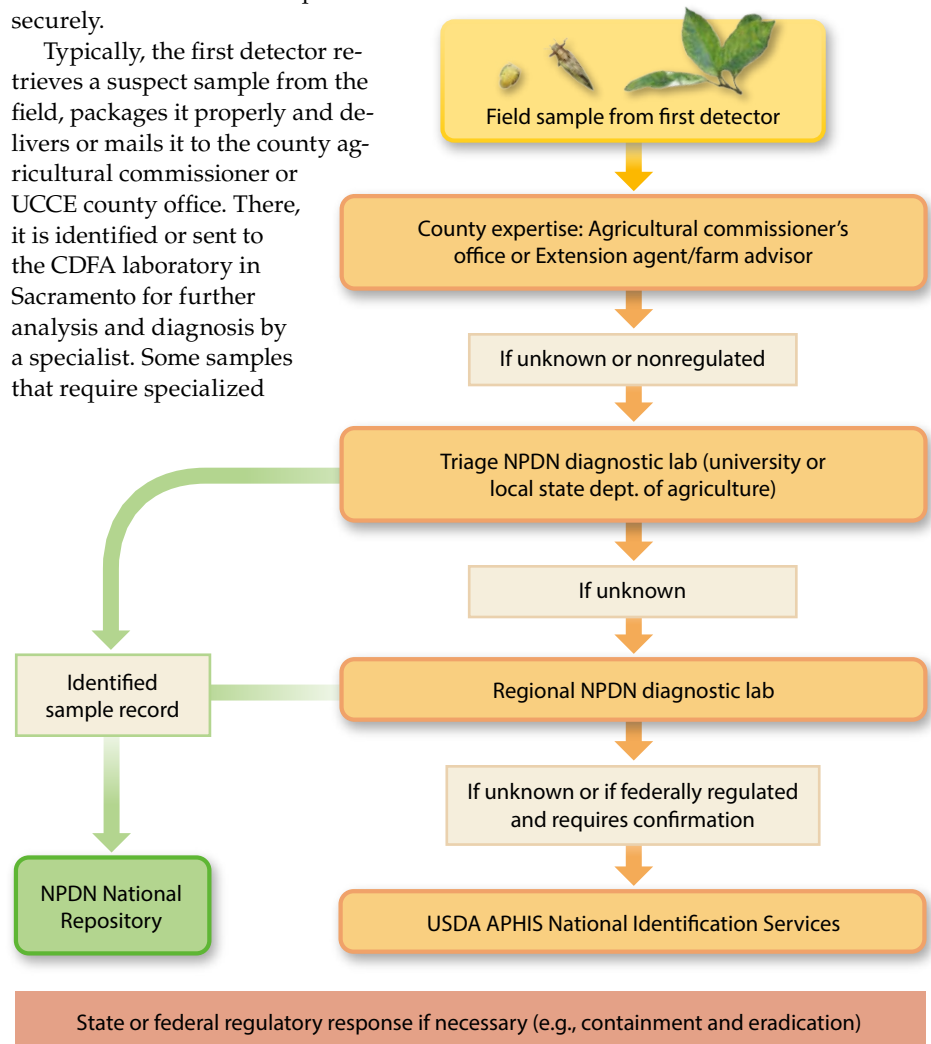 securely.
Typically, the first detector re-
trieves a suspect sample from the
field, packages it properly and de-
livers or mails it to the county ag-
ricultural commissioner or
UCCE county office. There,
it is identified or sent to
the CDFA laboratory in
Sacramento for further
analysis and diagnosis by
a specialist. Some samples
that require specialized
Field sample from first detector
County expertise: Agricultural commissioner’s
office or Extension agent/farm advisor
If unknown or nonregulated
Triage NPDN diagnostic lab (university or
local state dept. of agriculture)
If unknown
Identified
sample record
Regional NPDN diagnostic lab
If unknown or if federally regulated
and requires confirmation
NPDN National
Repository
USDA APHIS National Identification Services
State or federal regulatory response if necessary (e.g., containment and eradication)